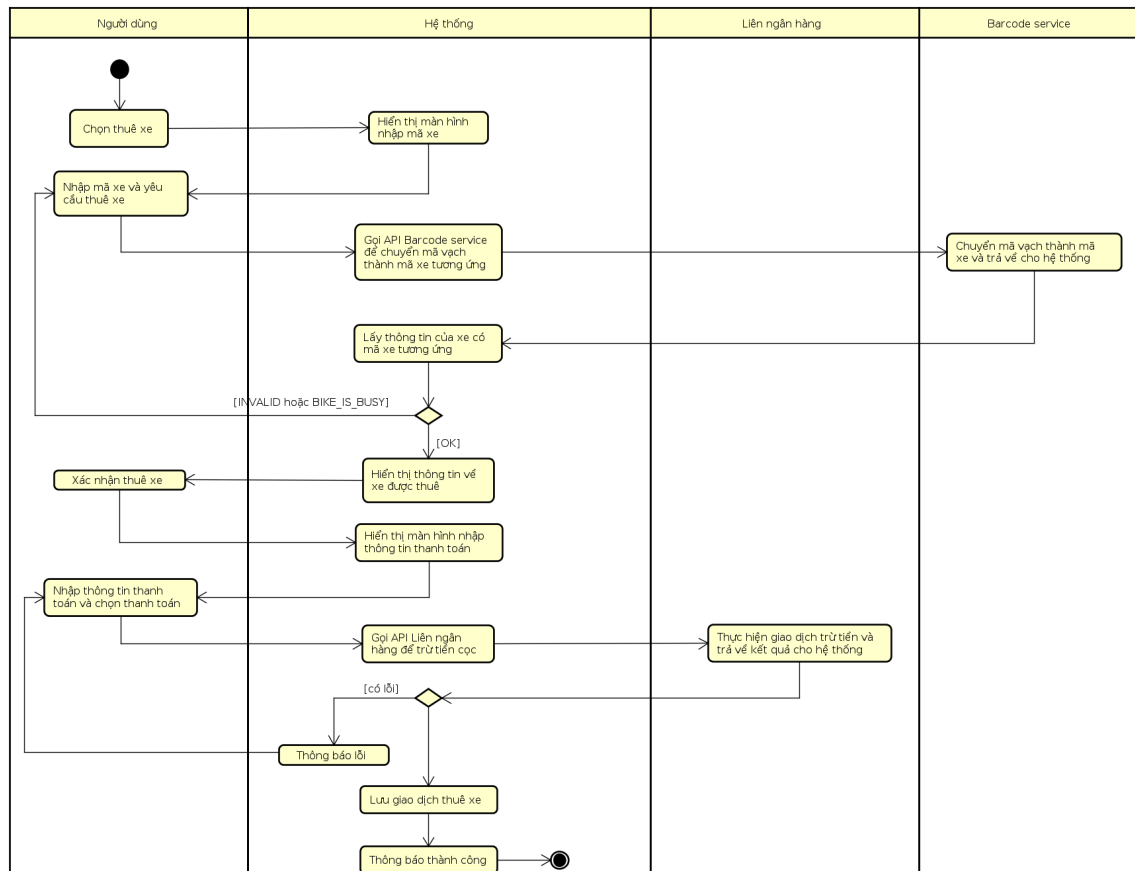 Người dùng
Hệ thống
Liên ngân hàng
Barcode service
Chọn thuê xe
Hiển thị màn hình
nhập mã xe
Nhập mã xe và yêu
cầu thuê xe
Gọi API Barcode service
để chuyển mã vạch
thành mã xe tương ứng
Chuyển mã vạch thành mã
xe và trả về cho hệ thống
Lấy thông tin của xe có
mã xe tương ứng
[INVALID hoặc BIKE_IS_BUSY]
[OK]
Hiển thị thông tin về
xe được thuê
Xác nhận thuê xe
Hiển thị màn hình nhập
thông tin thanh toán
Nhập thông tin thanh
toán và chọn thanh toán
Gọi API Liên ngân
hàng để trừ tiền cọc
Thực hiện giao dịch trừ tiền và
trả về kết quả cho hệ thống
[có lỗi]
Thông báo lỗi
Lưu giao dịch thuê xe
Thông báo thành công